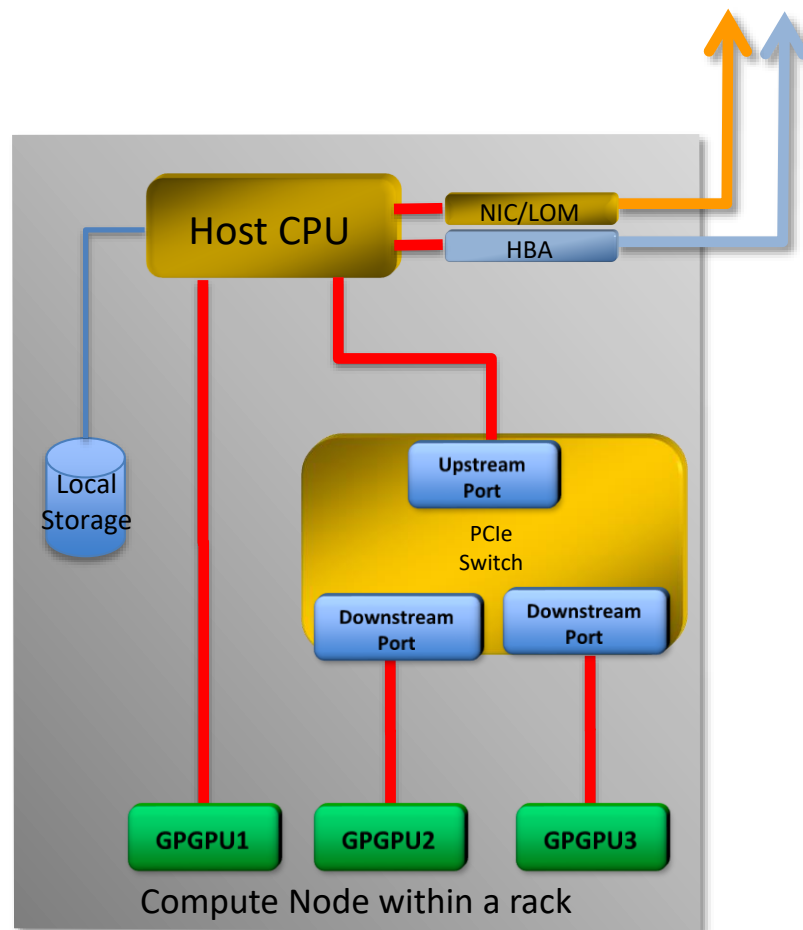 Host CPU
NIC/LOM
HBA
Local
Storage
Upstream
Port
PCIe
Switch
Downstream
Port
Downstream
Port
GPGPU1
GPGPU2
GPGPU3
Compute Node within a rack